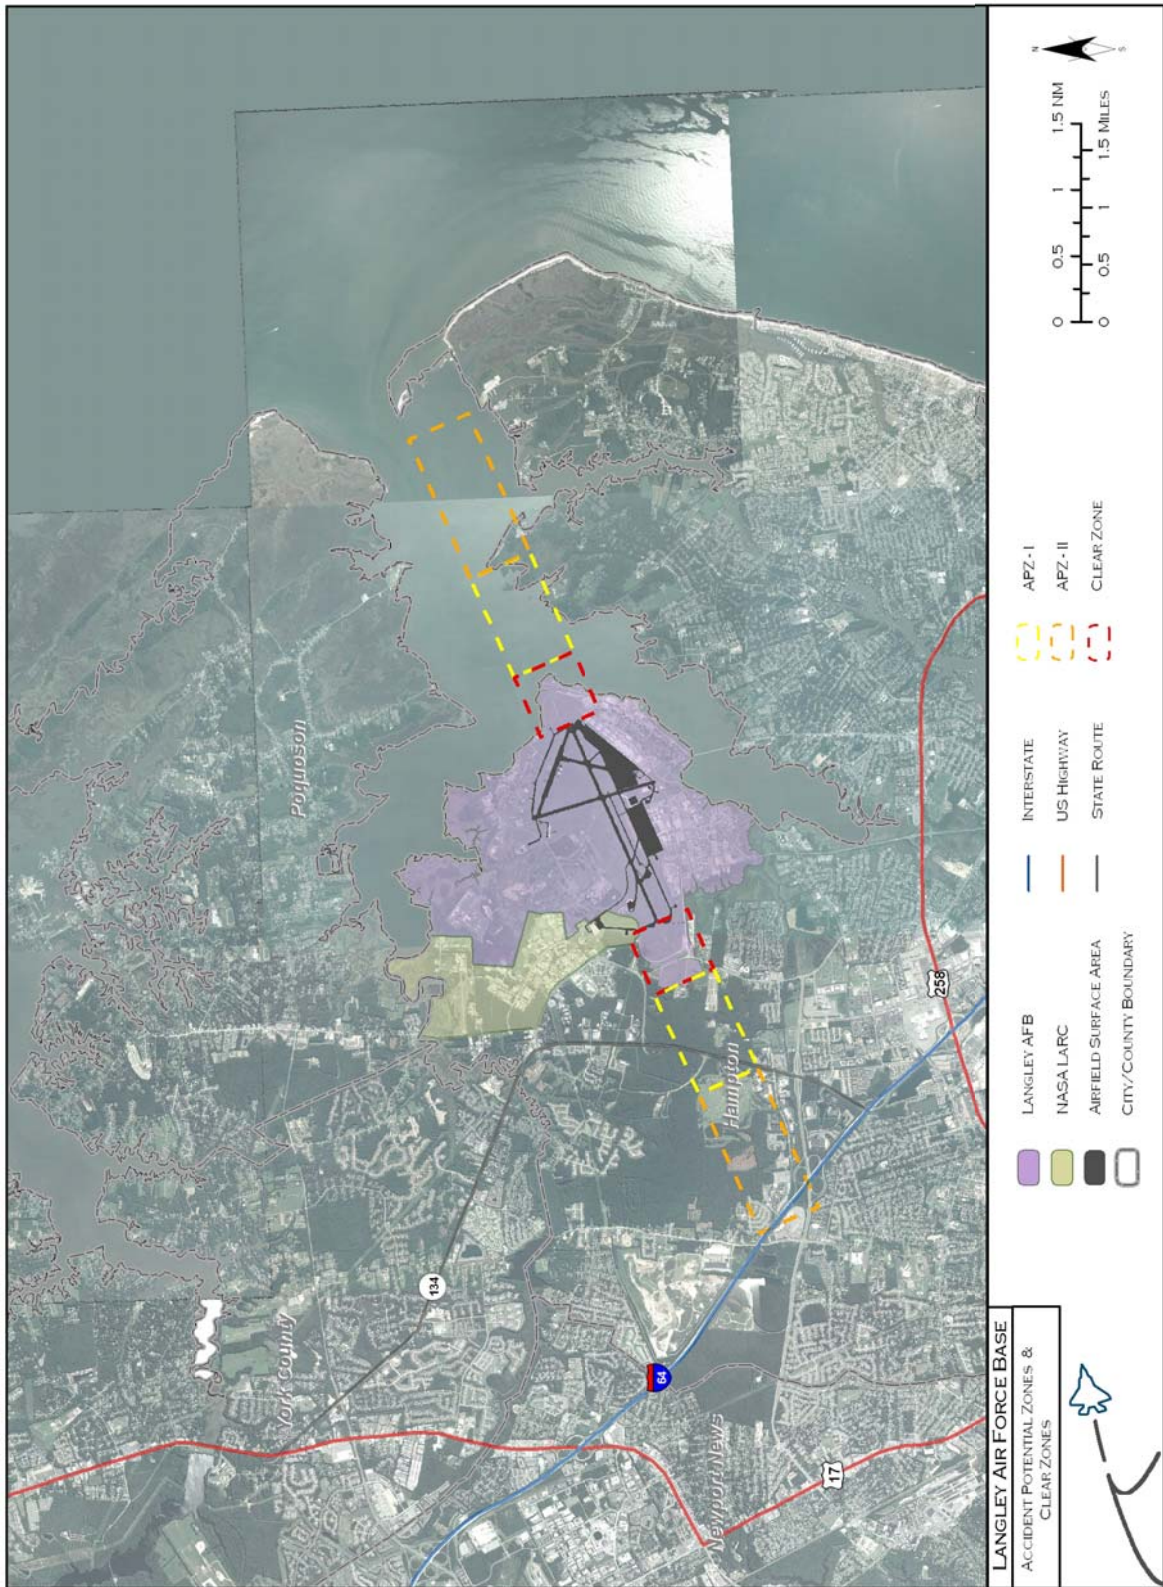 Poquoson
York County
134
64
Newport News
17
Hampton
258
LANGLEY AIR FORCE BASE
ACCIDENT POTENTIAL ZONES &
CLEAR ZONES
LANGLEY AFB
NASA LARC
AIRFIELD SURFACE AREA
CITY/COUNTY BOUNDARY
INTERSTATE
US HIGHWAY
STATE ROUTE
APZ - I
APZ - II
CLEAR ZONE
0 0.5 1 1.5 NM
0 0.5 1 1.5 MILES
N
S